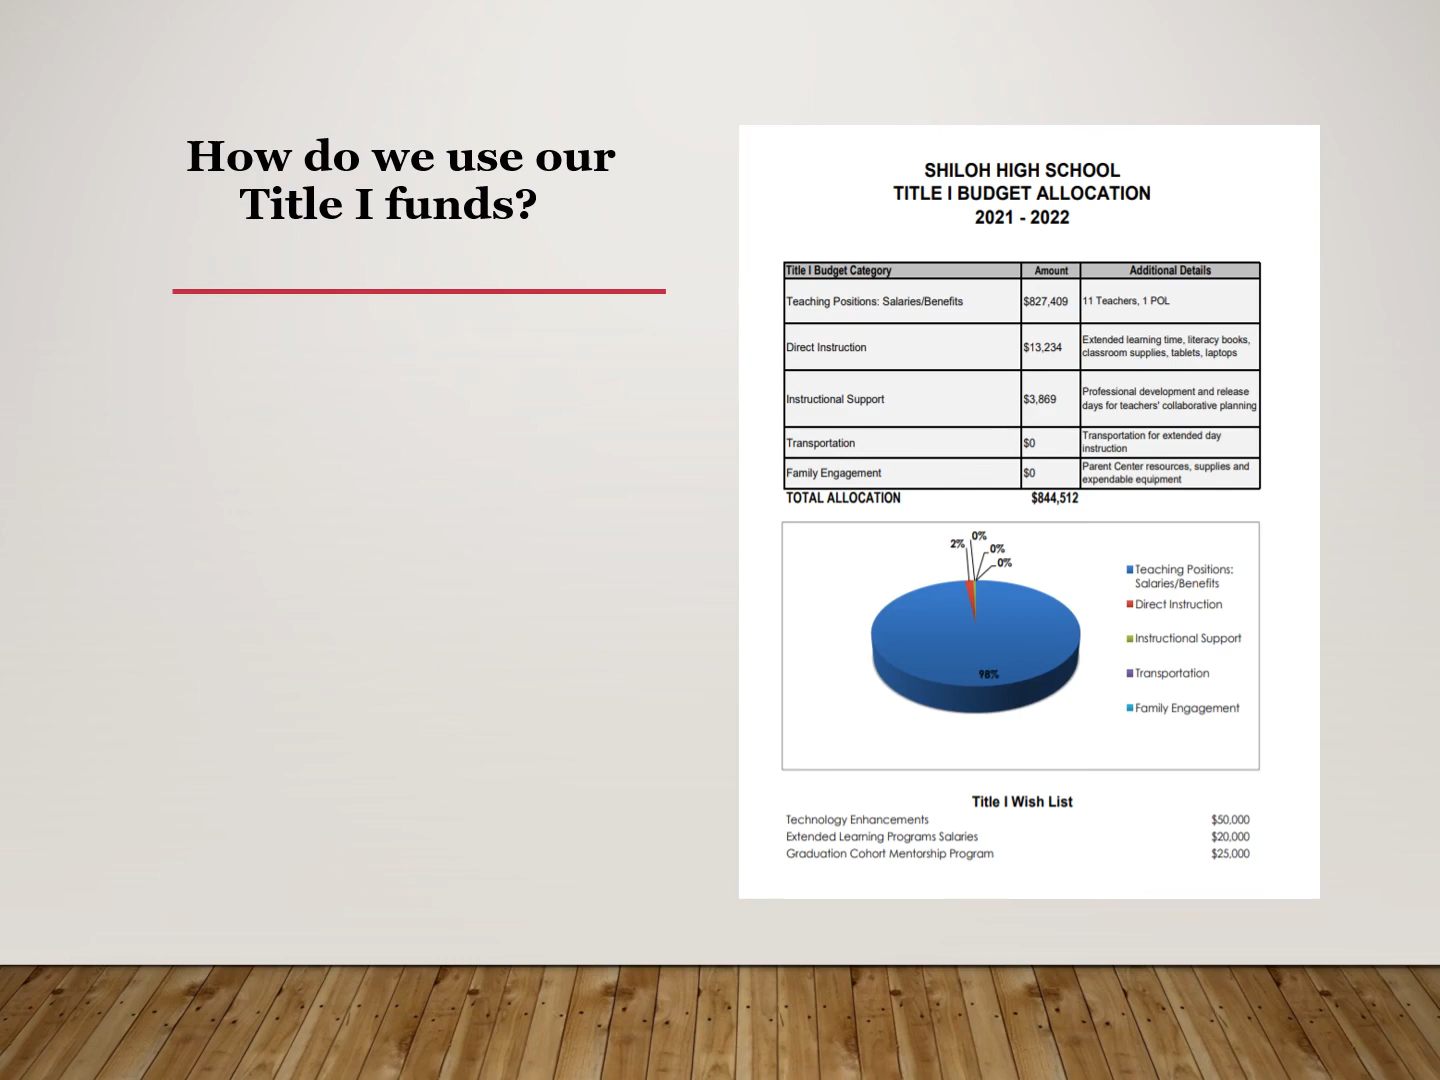 How do we use our
Title I funds?
SHILOH HIGH SCHOOL
TITLE I BUDGET ALLOCATION
2021 - 2022
Title I Budget Category Amount Additional Details
Teaching Positions: Salaries/Benefits $827,409 11 Teachers, 1 POL
Direct Instruction $13,234 Extended learning time, literacy books,
classroom supplies, tablets, laptops
Instructional Support $3,869 Professional development and release
days for teachers' collaborative planning
Transportation $0 Transportation for extended day
instruction
Family Engagement $0 Parent Center resources, supplies and
expendable equipment
TOTAL ALLOCATION $844,512
2%
0%
0%
0%
98%
Teaching Positions:
Salaries/Benefits
Direct Instruction
Instructional Support
Transportation
Family Engagement
Title I Wish List
Technology Enhancements $50,000
Extended Learning Programs Salaries $20,000
Graduation Cohort Mentorship Program $25,000